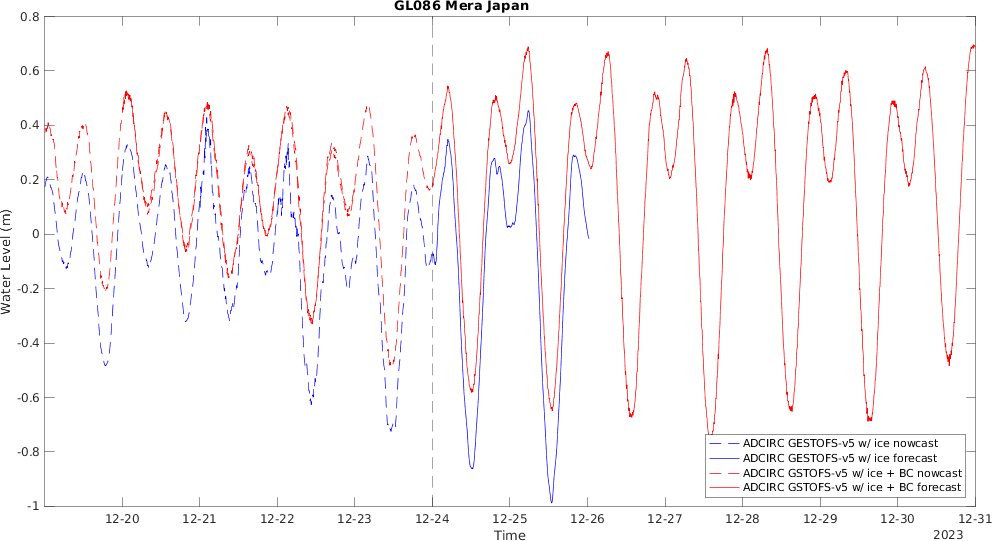 GL086 Mera Japan
0.8
0.6
0.4
0.2
0
-0.2
-0.4
-0.6
-0.8
-1
Water Level (m)
ADCIRC GESTOFS-v5 w/ ice nowcast
ADCIRC GESTOFS-v5 w/ ice forecast
ADCIRC GSTOFS-v5 w/ ice + BC nowcast
ADCIRC GSTOFS-v5 w/ ice + BC forecast
12-20 12-21 12-22 12-23 12-24 12-25 12-26 12-27 12-28 12-29 12-30 12-31
Time
2023